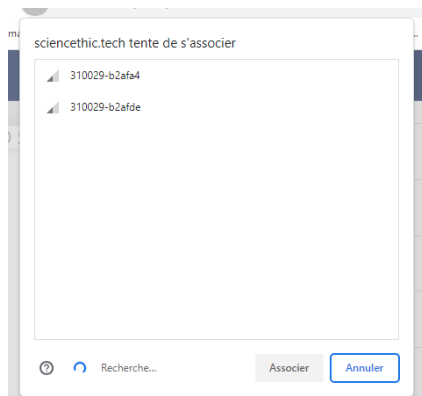 sciencethic.tech tente de s'associer
310029-b2afa4
310029-b2afde
Recherche...
Associer
Annuler